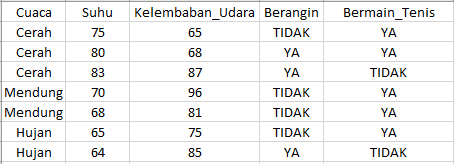 Cuaca Suhu Kelembaban_Udara Berangin Bermain_Tenis
Cerah 75 65 TIDAK YA
Cerah 80 68 YA YA
Cerah 83 87 YA TIDAK
Mendung 70 96 TIDAK YA
Mendung 68 81 TIDAK YA
Hujan 65 75 TIDAK YA
Hujan 64 85 YA TIDAK